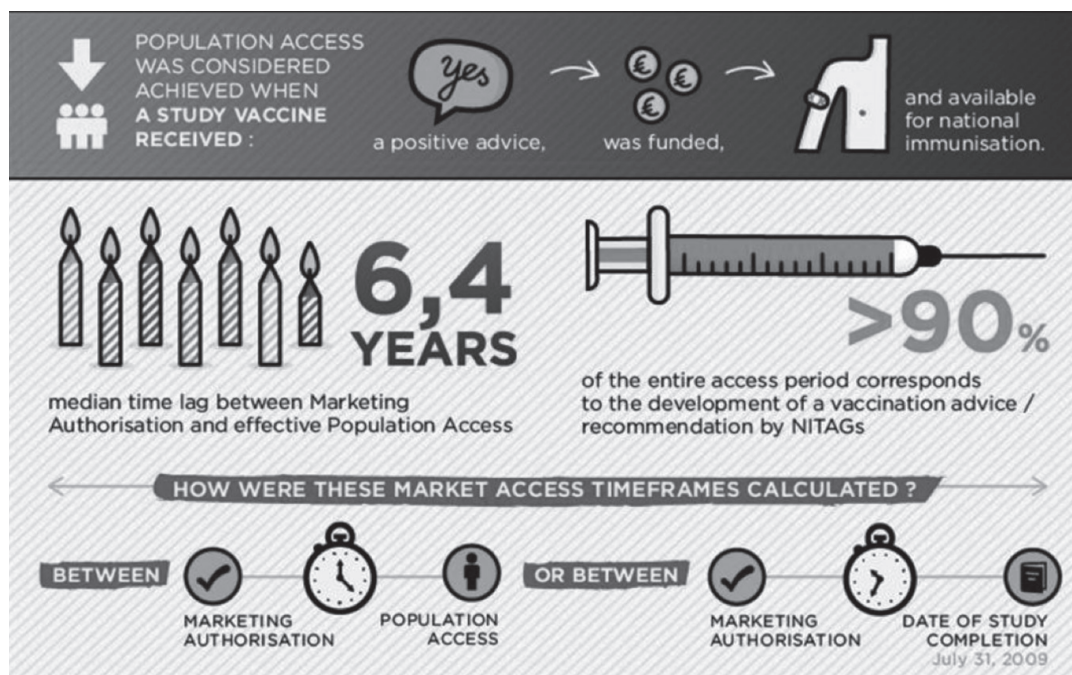 POPULATION ACCESS
WAS CONSIDERED
ACHIEVED WHEN
A STUDY VACCINE
RECEIVED :
yes
a positive advice,
€ € €
was funded,
and available
for national
immunisation.
6,4
YEARS
median time lag between Marketing
Authorisation and effective Population Access
>90%
of the entire access period corresponds
to the development of a vaccination advice /
recommendation by NITAGs
HOW WERE THESE MARKET ACCESS TIMEFRAMES CALCULATED ?
BETWEEN
MARKETING
AUTHORISATION
POPULATION
ACCESS
OR BETWEEN
MARKETING
AUTHORISATION
DATE OF STUDY
COMPLETION
July 31, 2009